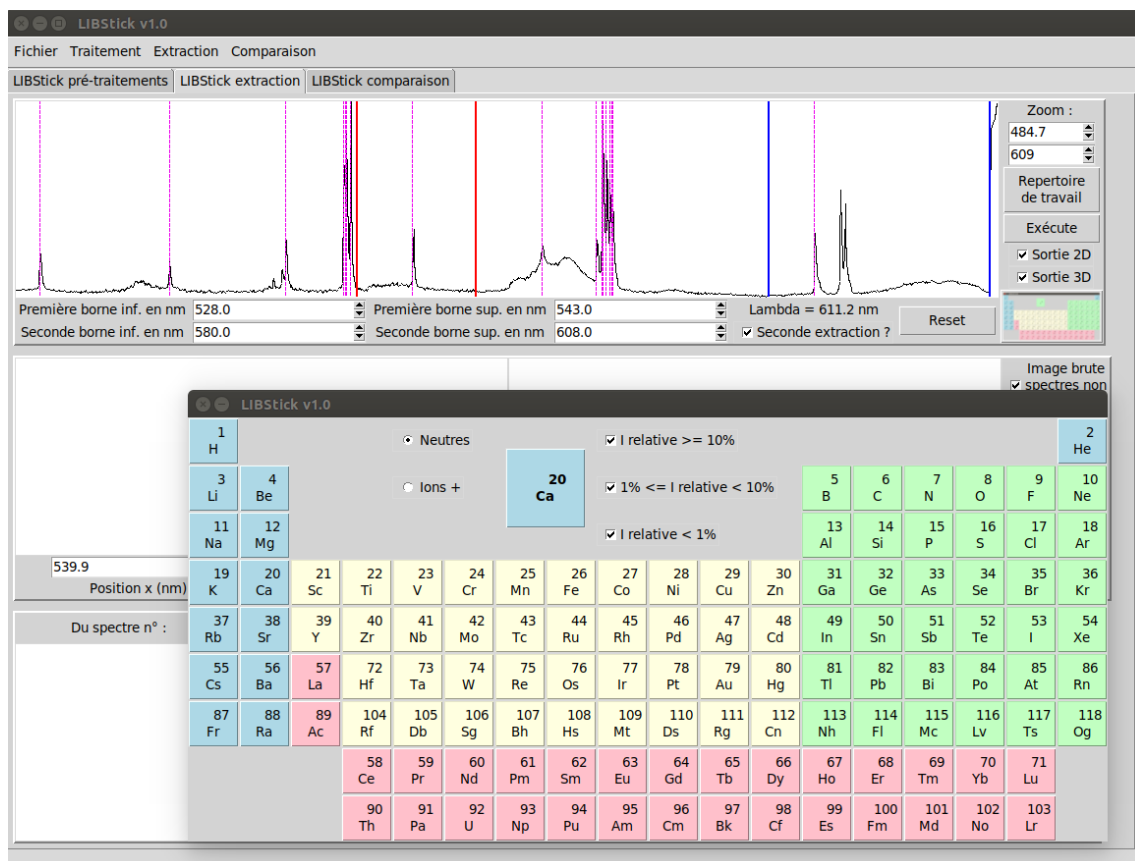 LIBStick v1.0
Fichier Traitement Extraction Comparaison
LIBStick pré-traitements LIBStick extraction LIBStick comparaison
Zoom :
484.7
609
Repertoire
de travail
Exécute
Sortie 2D
Sortie 3D
Première borne inf. en nm 528.0 Première borne sup. en nm 543.0 Lambda = 611.2 nm
Seconde borne inf. en nm 580.0 Seconde borne sup. en nm 608.0 Seconde extraction ? Reset
Image brute
spectres non
539.9
Position x (nm)
Du spectre n° :
LIBStick v1.0
Neutres
Ions +
20
Ca
I relative >= 10%
1% <= I relative < 10%
I relative < 1%
1 2
H He
3 4 5 6 7 8 9 10
Li Be B C N O F Ne
11 12 13 14 15 16 17 18
Na Mg Al Si P S Cl Ar
19 20 21 22 23 24 25 26 27 28 29 30 31 32 33 34 35 36
K Ca Sc Ti V Cr Mn Fe Co Ni Cu Zn Ga Ge As Se Br Kr
37 38 39 40 41 42 43 44 45 46 47 48 49 50 51 52 53 54
Rb Sr Y Zr Nb Mo Tc Ru Rh Pd Ag Cd In Sn Sb Te I Xe
55 56 57 72 73 74 75 76 77 78 79 80 81 82 83 84 85 86
Cs Ba La Hf Ta W Re Os Ir Pt Au Hg Tl Pb Bi Po At Rn
87 88 89 104 105 106 107 108 109 110 111 112 113 114 115 116 117 118
Fr Ra Ac Rf Db Sg Bh Hs Mt Ds Rg Cn Nh Fl Mc Lv Ts Og
58 59 60 61 62 63 64 65 66 67 68 69 70 71
Ce Pr Nd Pm Sm Eu Gd Tb Dy Ho Er Tm Yb Lu
90 91 92 93 94 95 96 97 98 99 100 101 102 103
Th Pa U Np Pu Am Cm Bk Cf Es Fm Md No Lr